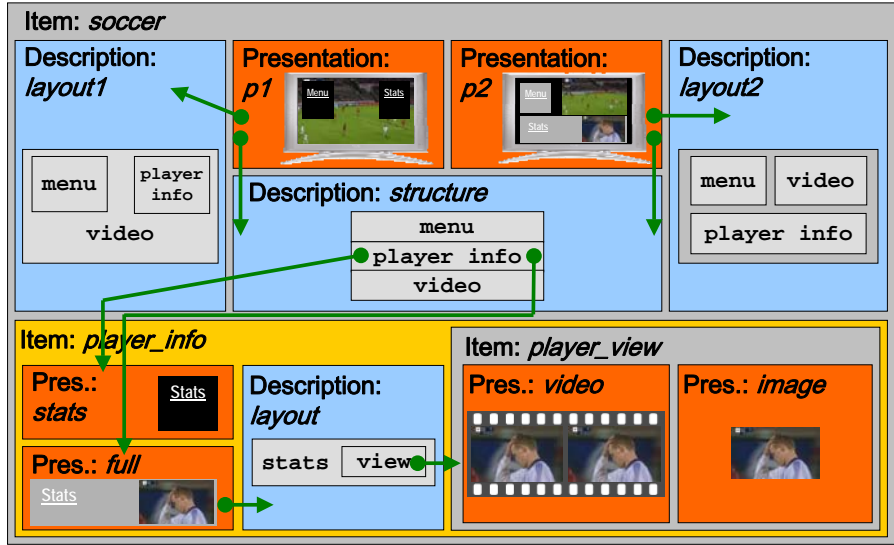 Item: soccer
Description:
layout1
menu
player
info
video
Presentation:
p1
Menu
Stats
Presentation:
p2
Menu
Stats
Description:
layout2
menu
video
player info
Description: structure
menu
player info
video
Item: player_info
Pres.:
stats
Stats
Pres.: full
Stats
Description:
layout
stats
view
Item: player_view
Pres.: video
Pres.: image